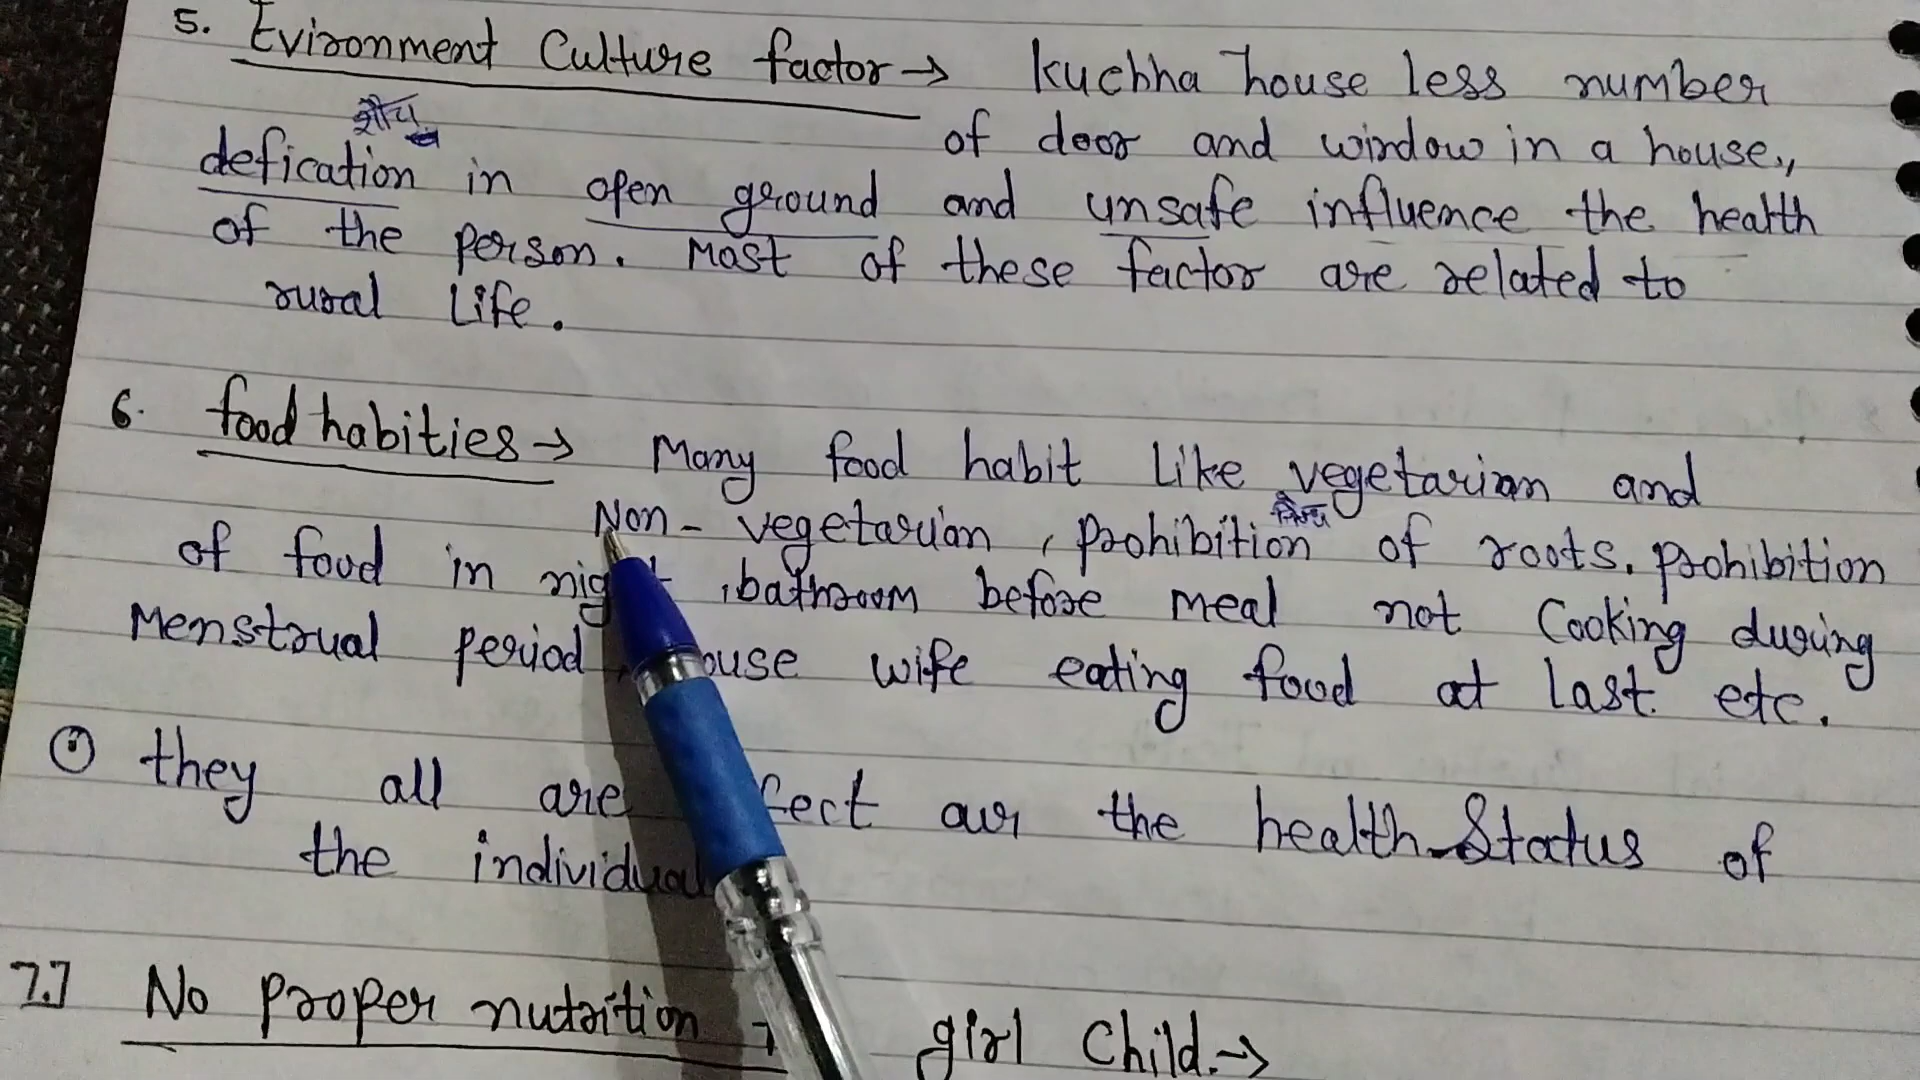 5. Evironment Culture factor → kuchha house less number
of door and window in a house,,
शौच
defication in open ground and unsafe influence the health
of the person. Most of these factor are related to
rural life.
6. food habities → Many food habit like vegetarian and
Non - vegetarian , prohibition of roots. prohibition
of food in nig , bathroom before meal not Cooking during
Menstrual period ouse wife eating food at last etc.
⊙ they all are fect our the health Status of
the individual
7.] No proper nutrition → girl Child. →